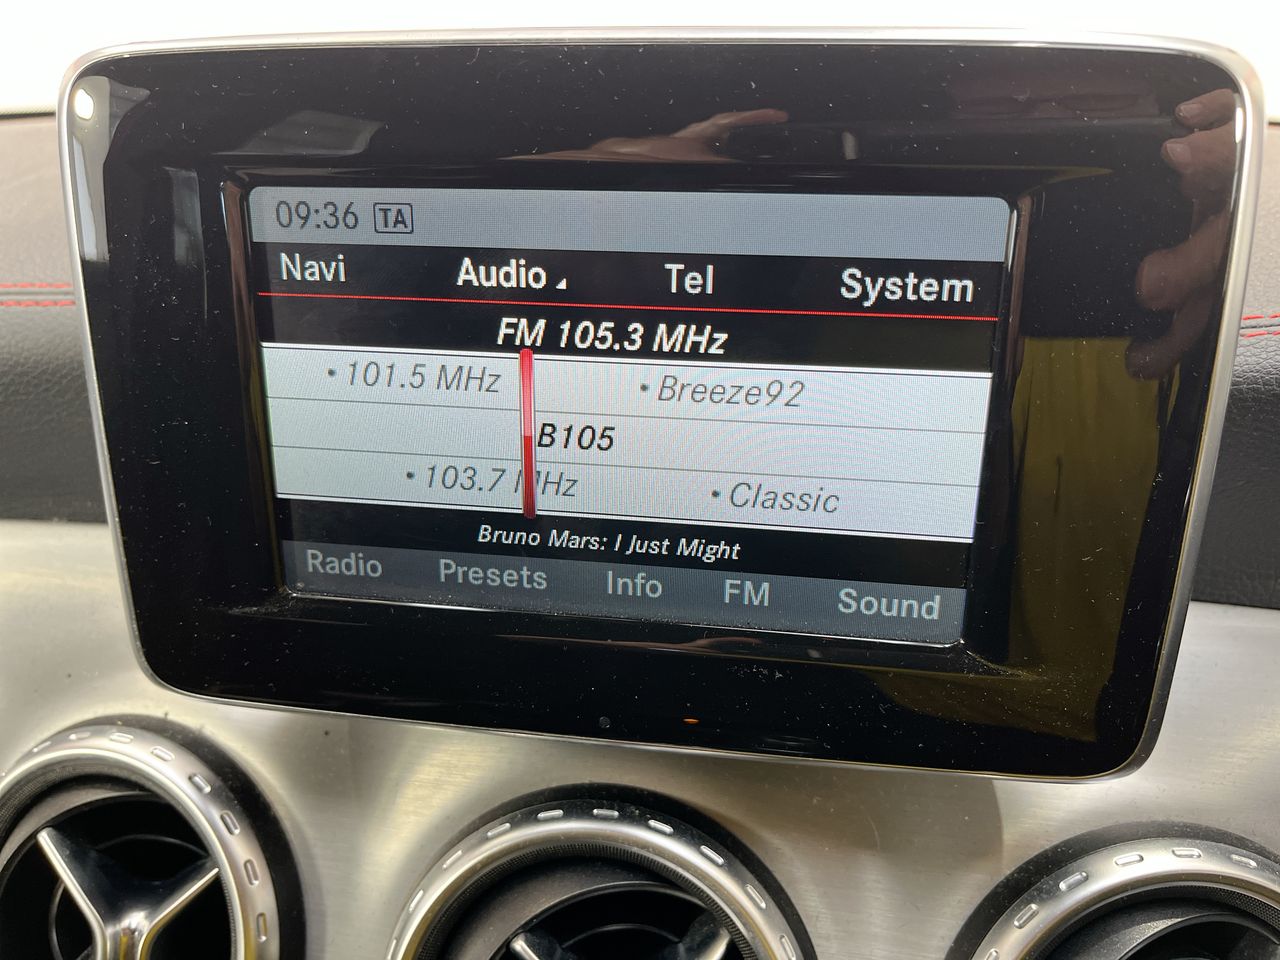 09:36 TA
Navi Audio Tel System
FM 105.3 MHz
• 101.5 MHz • Breeze92
B105
• 103.7 MHz • Classic
Bruno Mars: I Just Might
Radio Presets Info FM Sound